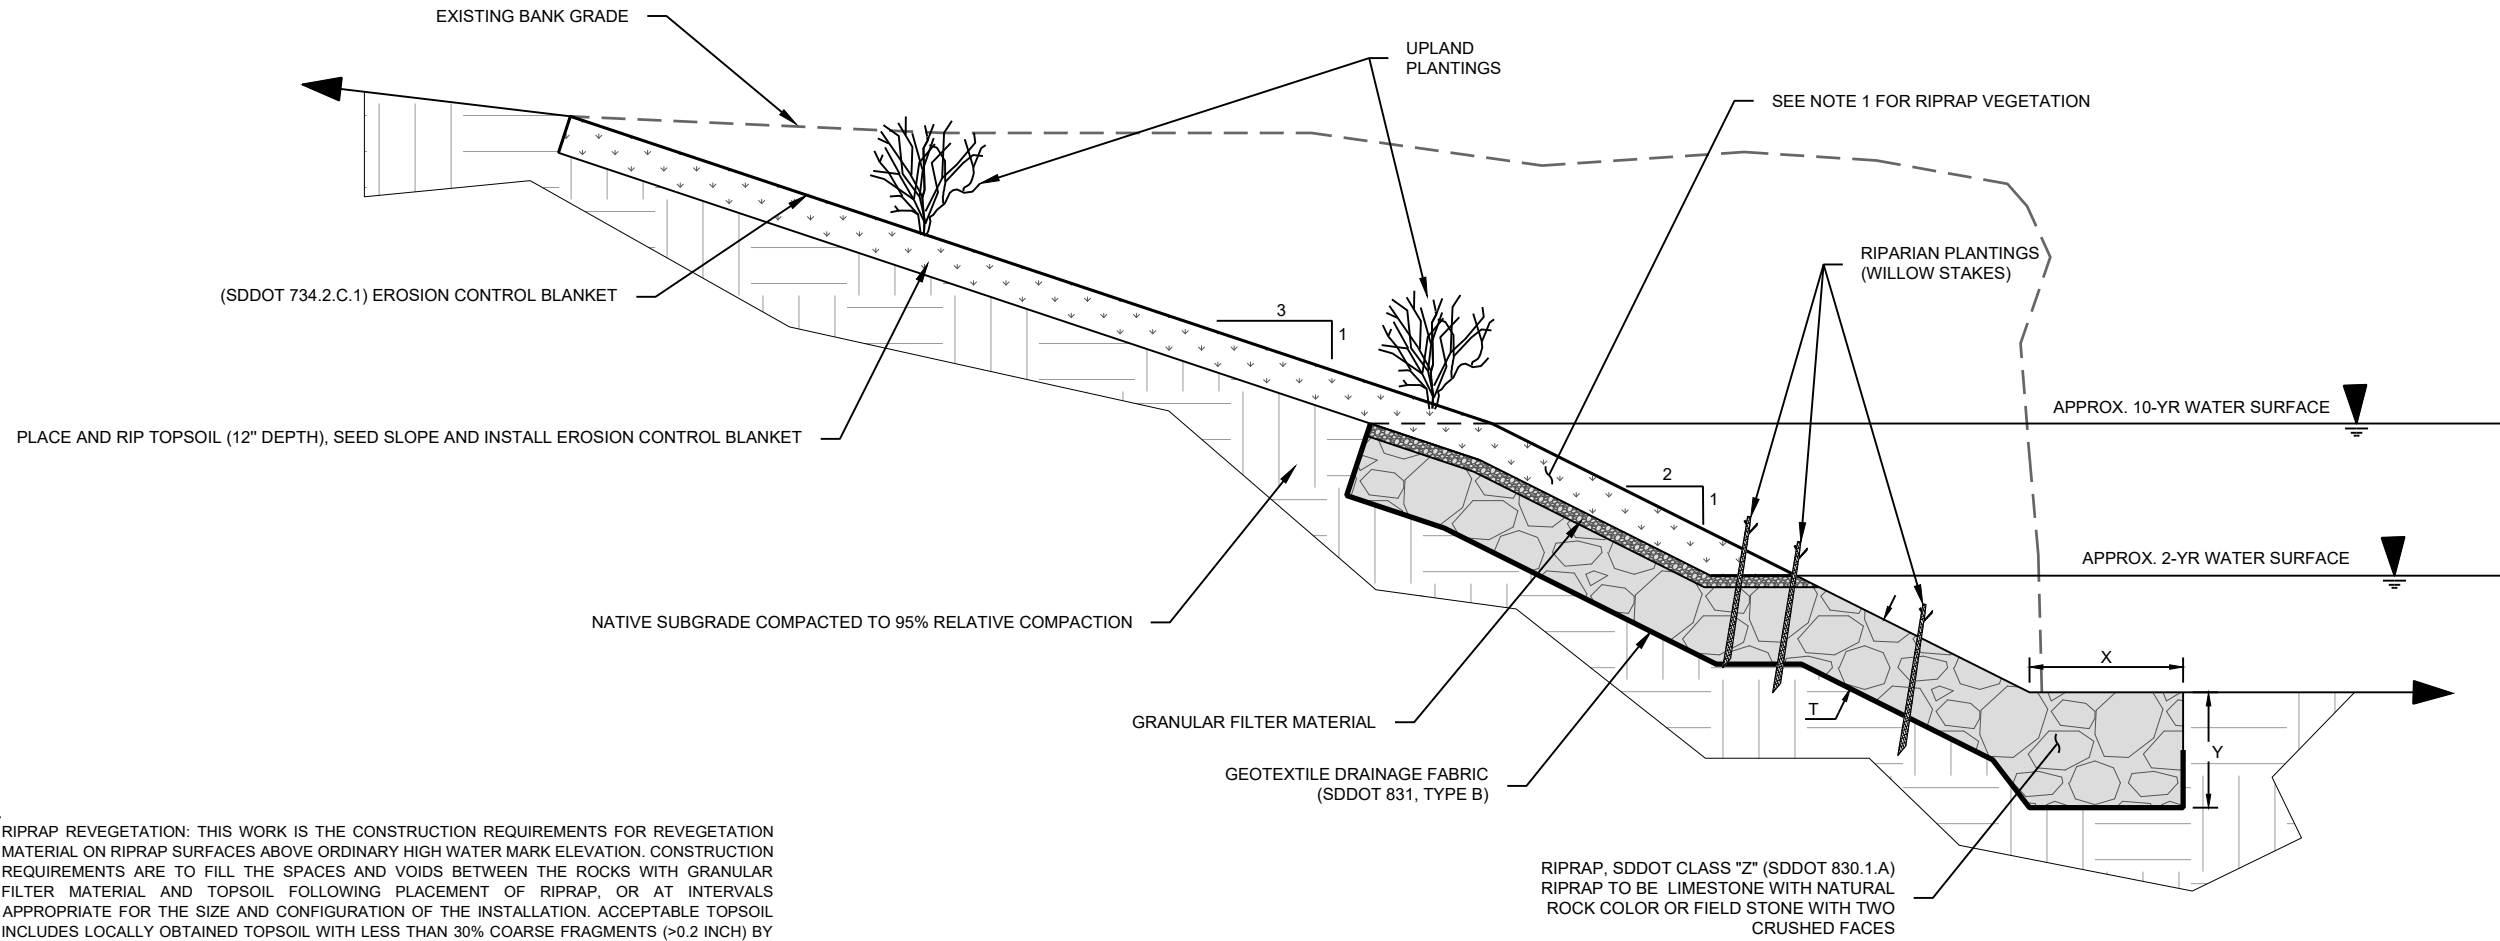 EXISTING BANK GRADE
UPLAND
PLANTINGS
SEE NOTE 1 FOR RIPRAP VEGETATION
RIPARIAN PLANTINGS
(WILLOW STAKES)
(SDDOT 734.2.C.1) EROSION CONTROL BLANKET
3
1
APPROX. 10-YR WATER SURFACE
PLACE AND RIP TOPSOIL (12" DEPTH), SEED SLOPE AND INSTALL EROSION CONTROL BLANKET
2
1
APPROX. 2-YR WATER SURFACE
NATIVE SUBGRADE COMPACTED TO 95% RELATIVE COMPACTION
X
T
GRANULAR FILTER MATERIAL
Y
GEOTEXTILE DRAINAGE FABRIC
(SDDOT 831, TYPE B)
RIPRAP, SDDOT CLASS "Z" (SDDOT 830.1.A)
RIPRAP TO BE LIMESTONE WITH NATURAL
ROCK COLOR OR FIELD STONE WITH TWO
CRUSHED FACES
RIPRAP REVEGETATION: THIS WORK IS THE CONSTRUCTION REQUIREMENTS FOR REVEGETATION
MATERIAL ON RIPRAP SURFACES ABOVE ORDINARY HIGH WATER MARK ELEVATION. CONSTRUCTION
REQUIREMENTS ARE TO FILL THE SPACES AND VOIDS BETWEEN THE ROCKS WITH GRANULAR
FILTER MATERIAL AND TOPSOIL FOLLOWING PLACEMENT OF RIPRAP, OR AT INTERVALS
APPROPRIATE FOR THE SIZE AND CONFIGURATION OF THE INSTALLATION. ACCEPTABLE TOPSOIL
INCLUDES LOCALLY OBTAINED TOPSOIL WITH LESS THAN 30% COARSE FRAGMENTS (>0.2 INCH) BY